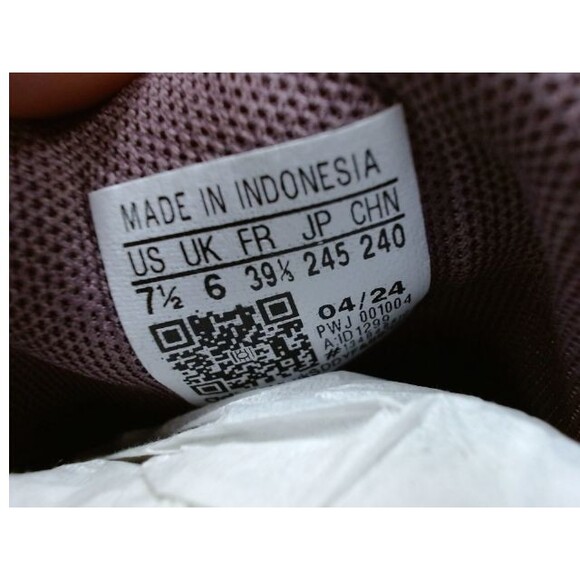 MADE IN INDONESIA
US UK FR JP CHN
7½ 6 39⅓ 245 240
04/24
PWJ 001004
A:ID1299